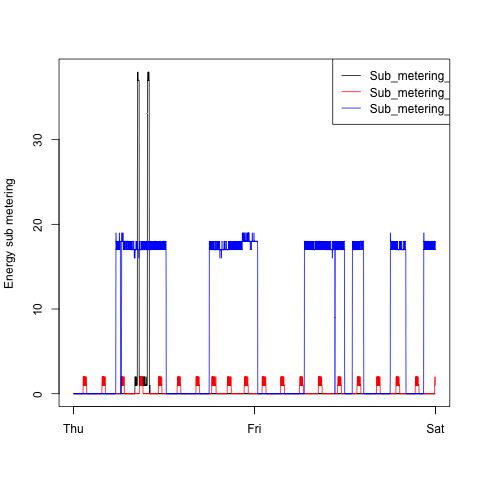 Sub_metering_
Sub_metering_
Sub_metering_
Energy sub metering
30
20
10
0
Thu Fri Sat